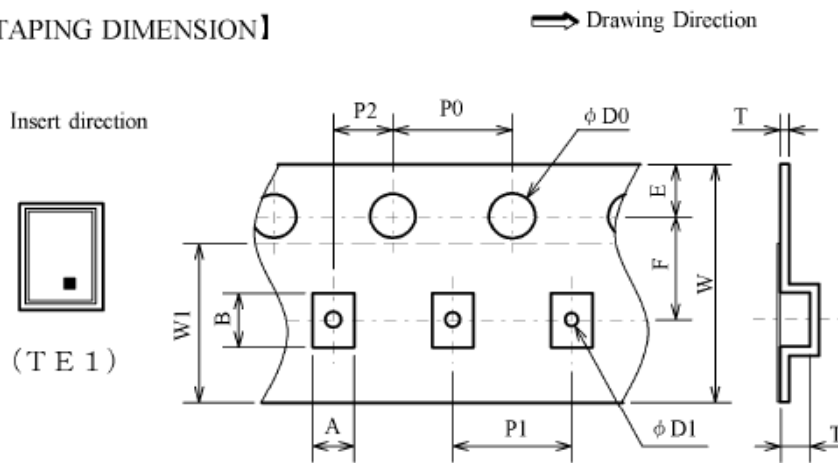 TAPING DIMENSION】
Drawing Direction
Insert direction
P2
P0
φ D0
T
E
F
W
W1
B
(TE1)
A
P1
φ D1